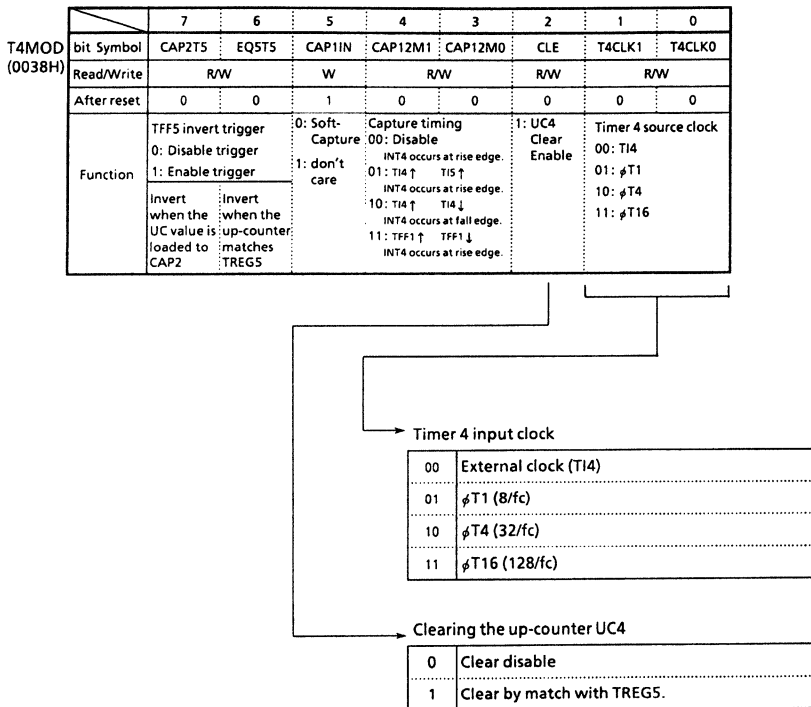 7 6 5 4 3 2 1 0
T4MOD
(0038H)
bit Symbol CAP2T5 EQ5T5 CAP1IN CAP12M1 CAP12M0 CLE T4CLK1 T4CLK0
Read/Write R/W W R/W R/W R/W
After reset 0 0 1 0 0 0 0 0
Function
TFF5 invert trigger
0: Disable trigger
1: Enable trigger
Invert
when the
UC value is
loaded to
CAP2
Invert
when the
up-counter
matches
TREG5
0: Soft-
Capture
1: don't
care
Capture timing
00: Disable
INT4 occurs at rise edge.
01: TI4↑ TI5↑
INT4 occurs at rise edge.
10: TI4↑ TI4↓
INT4 occurs at fall edge.
11: TFF1↑ TFF1↓
INT4 occurs at rise edge.
1: UC4
Clear
Enable
Timer 4 source clock
00: TI4
01: ϕT1
10: ϕT4
11: ϕT16
Timer 4 input clock
00 External clock (TI4)
01 ϕT1 (8/fc)
10 ϕT4 (32/fc)
11 ϕT16 (128/fc)
Clearing the up-counter UC4
0 Clear disable
1 Clear by match with TREG5.